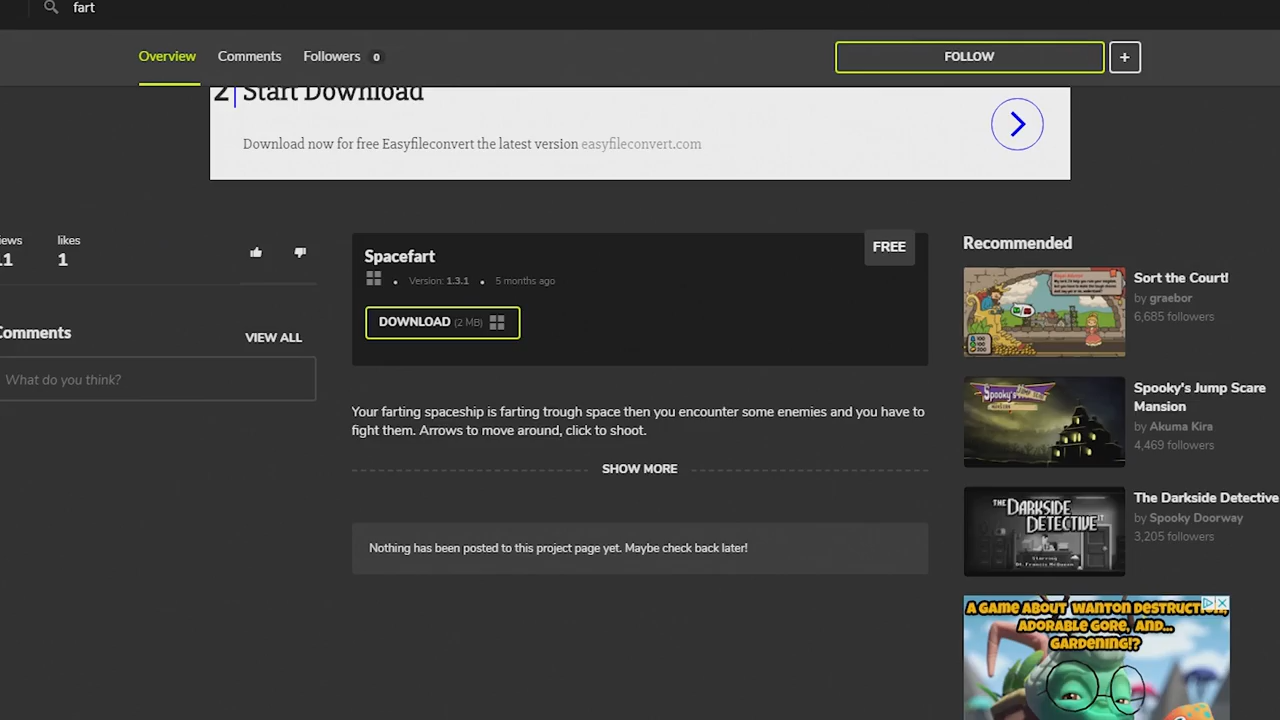 fart
Overview
Comments
Followers
0
FOLLOW
+
2 Start Download
Download now for free Easyfileconvert the latest version easyfileconvert.com
iews
likes
1
Comments
VIEW ALL
What do you think?
Spacefart
FREE
Version: 1.3.1
5 months ago
DOWNLOAD (2 MB)
Your farting spaceship is farting trough space then you encounter some enemies and you have to
fight them. Arrows to move around, click to shoot.
SHOW MORE
Nothing has been posted to this project page yet. Maybe check back later!
Recommended
Sort the Court!
by graebor
6,685 followers
Spooky's
Spooky's Jump Scare
Mansion
by Akuma Kira
4,469 followers
THE
DARKSIDE
DETECTIVE
Starring
The Darkside Detective
by Spooky Doorway
3,205 followers
A GAME ABOUT WANTON DESTRUCTION,
ADORABLE GORE, AND...
GARDENING!?